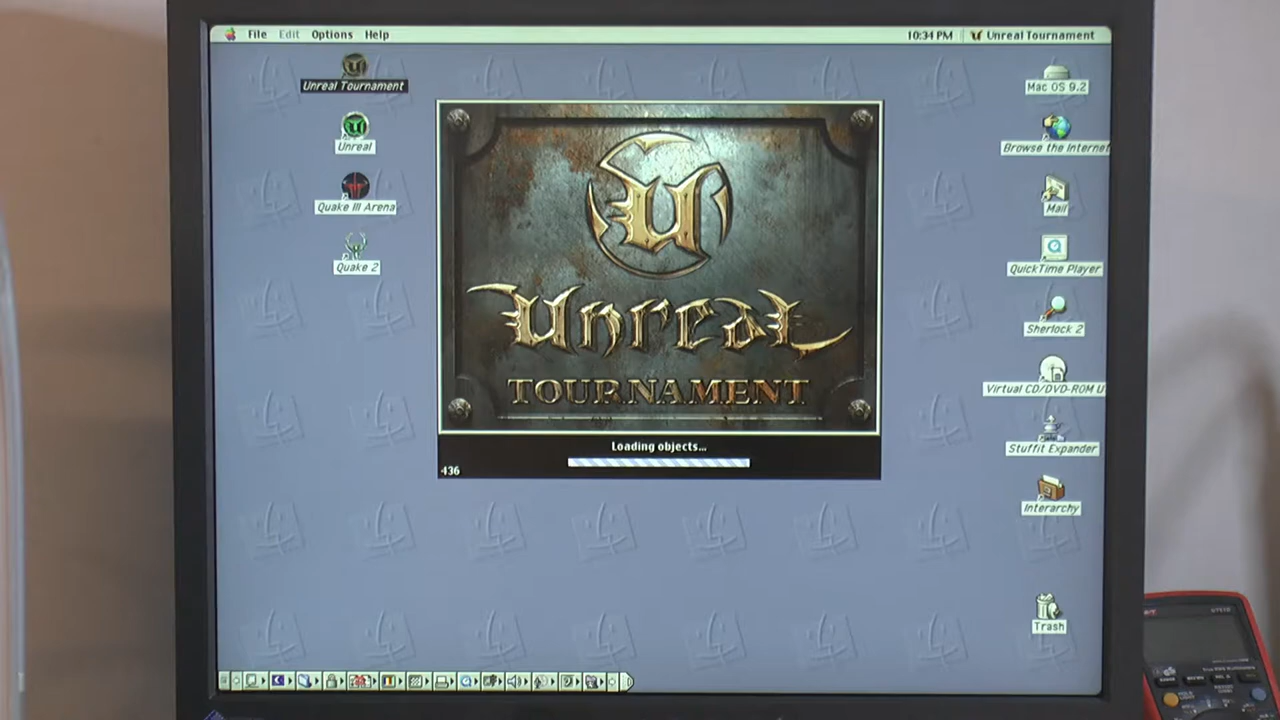 File Edit Options Help
10:34 PM Unreal Tournament
Unreal Tournament
Unreal
Quake III Arena
Quake 2
Unreal
TOURNAMENT
Loading objects...
436
Mac OS 9.2
Browse the Internet
Mail
QuickTime Player
Sherlock 2
Virtual CD/DVD-ROM U
Stuffit Expander
Interarchy
Trash